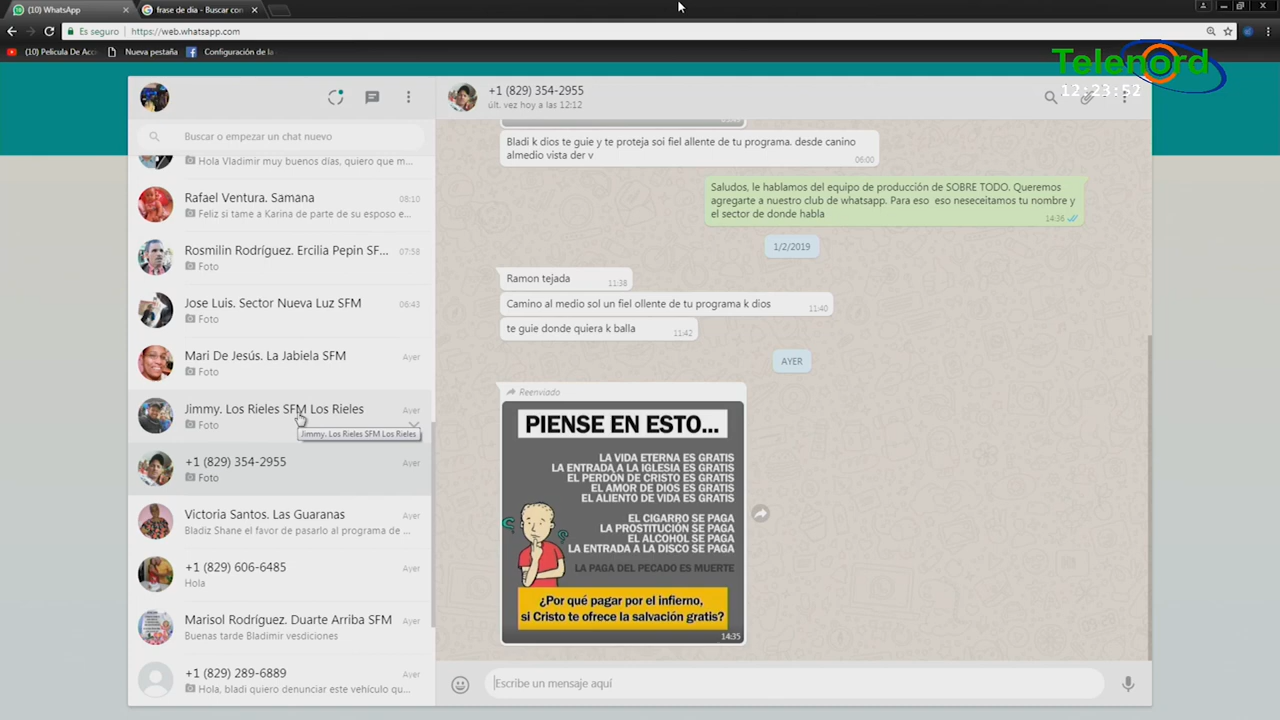 (10) WhatsApp
frase de dia - Buscar con
Es seguro https://web.whatsapp.com
(10) Pelicula De Acci
Nueva pestaña
Configuración de la
Telenord
12:23:52
Buscar o empezar un chat nuevo
Hola Vladimir muy buenos días, quiero que m...
Rafael Ventura. Samana 08:10
Feliz si tame a Karina de parte de su esposo e...
Rosmilin Rodríguez. Ercilia Pepin SF... 07:58
Foto
Jose Luis. Sector Nueva Luz SFM 06:43
Foto
Mari De Jesús. La Jabiela SFM Ayer
Foto
Jimmy. Los Rieles SFM Los Rieles Ayer
Foto
Jimmy. Los Rieles SFM Los Rieles
+1 (829) 354-2955 Ayer
Foto
Victoria Santos. Las Guaranas Ayer
Bladiz Shane el favor de pasarlo al programa de ...
+1 (829) 606-6485 Ayer
Hola
Marisol Rodríguez. Duarte Arriba SFM Ayer
Buenas tarde Bladimir vesdiciones
+1 (829) 289-6889 Ayer
Hola, bladi quiero denunciar este vehículo qu...
+1 (829) 354-2955
últ. vez hoy a las 12:12
Bladi k dios te guie y te proteja soi fiel allente de tu programa. desde canino
almedio vista der v 06:00
Saludos, le hablamos del equipo de producción de SOBRE TODO. Queremos
agregarte a nuestro club de whatsapp. Para eso eso neseceitamos tu nombre y
el sector de donde habla 14:36
1/2/2019
Ramon tejada 11:38
Camino al medio sol un fiel ollente de tu programa k dios 11:40
te guie donde quiera k balla 11:42
AYER
Reenviado
PIENSE EN ESTO...
LA VIDA ETERNA ES GRATIS
LA ENTRADA A LA IGLESIA ES GRATIS
EL PERDÓN DE CRISTO ES GRATIS
EL AMOR DE DIOS ES GRATIS
EL ALIENTO DE VIDA ES GRATIS
EL CIGARRO SE PAGA
LA PROSTITUCIÓN SE PAGA
EL ALCOHOL SE PAGA
LA ENTRADA A LA DISCO SE PAGA
LA PAGA DEL PECADO ES MUERTE
¿Por qué pagar por el infierno,
si Cristo te ofrece la salvación gratis?
14:35
Escribe un mensaje aquí